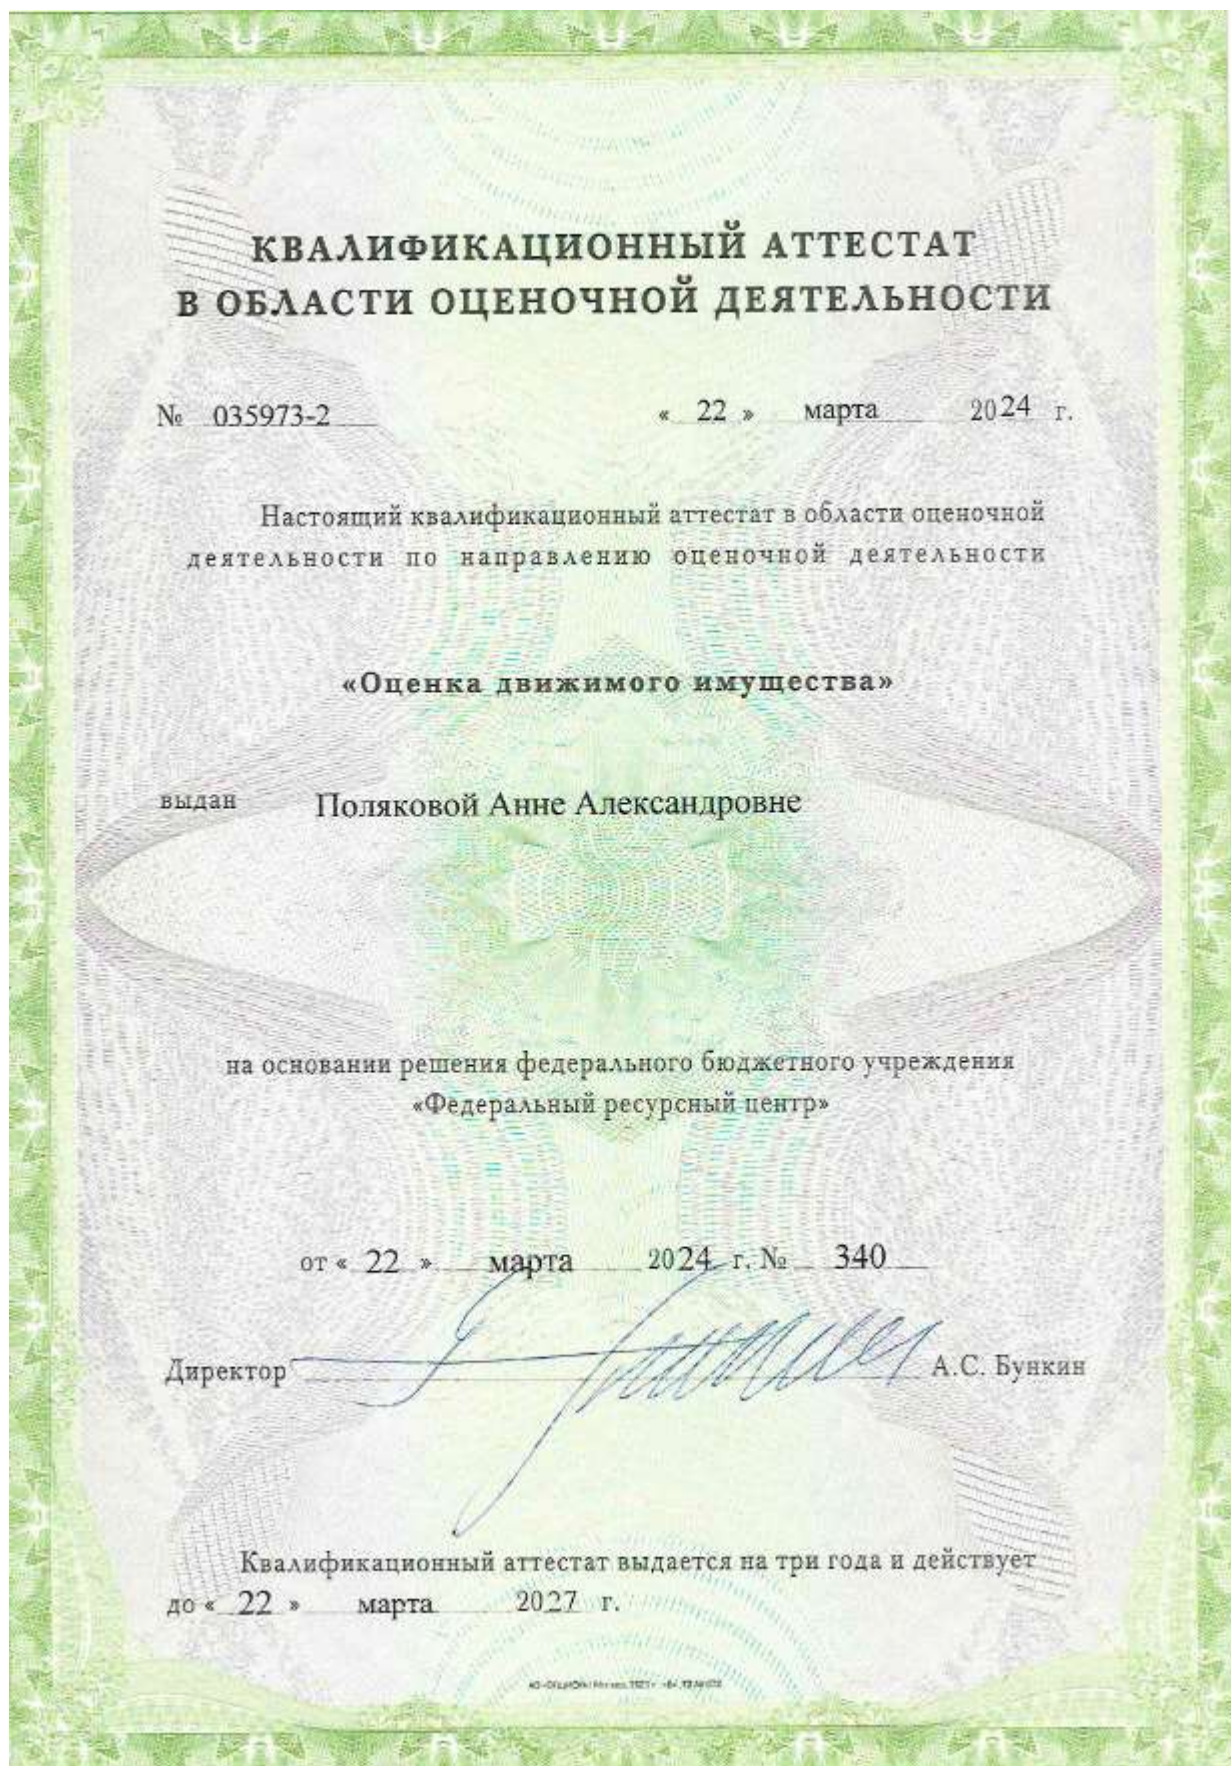 КВАЛИФИКАЦИОННЫЙ АТТЕСТАТ
В ОБЛАСТИ ОЦЕНОЧНОЙ ДЕЯТЕЛЬНОСТИ
№ 035973-2 « 22 » марта 2024 г.
Настоящий квалификационный аттестат в области оценочной
деятельности по направлению оценочной деятельности
«Оценка движимого имущества»
выдан Поляковой Анне Александровне
на основании решения федерального бюджетного учреждения
«Федеральный ресурсный центр»
от « 22 » марта 2024 г. № 340
Директор А.С. Бункин
Квалификационный аттестат выдается на три года и действует
до « 22 » марта 2027 г.